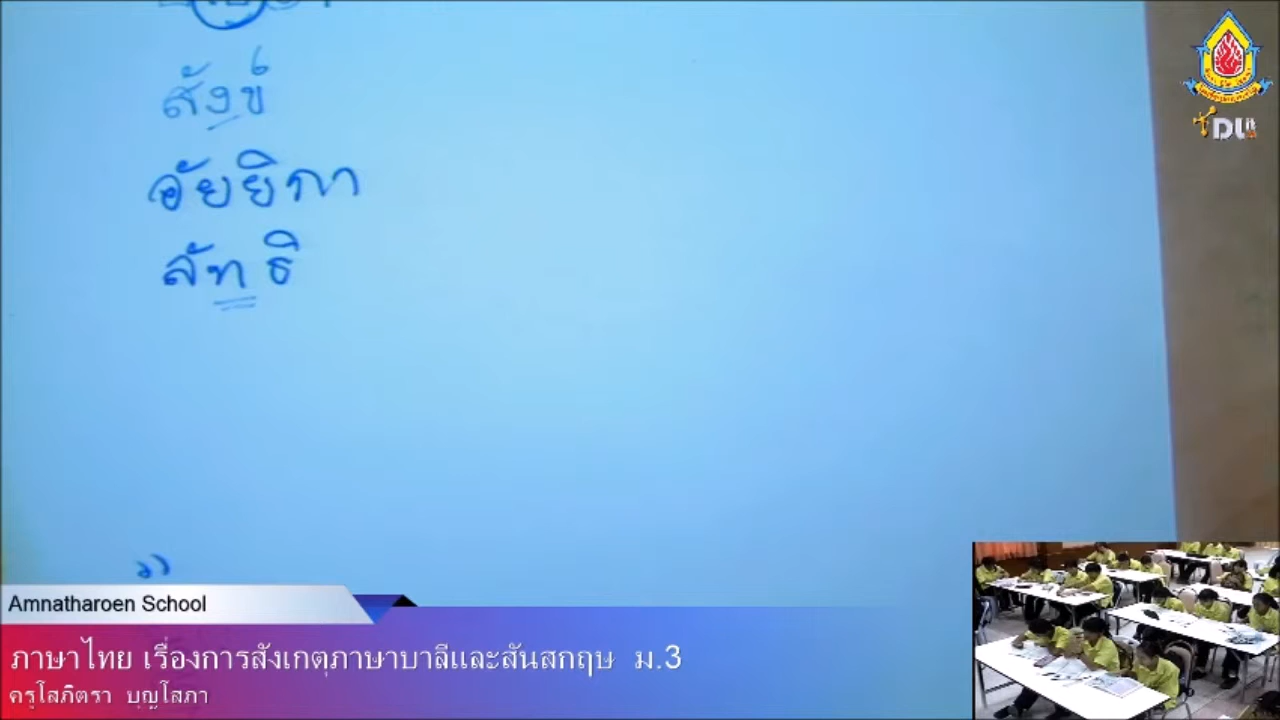 สังข์
อัยยิกา
ลัทธิ
DLit
Amnatharoen School
ภาษาไทย เรื่องการสังเกตุภาษาบาลีและสันสกฤษ ม.3
ครูโสภิตรา บุญโสภา